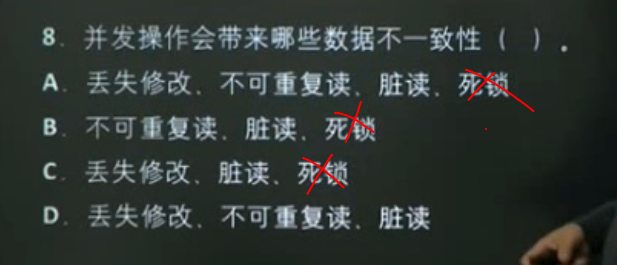 8. 并发操作会带来哪些数据不一致性（ ）。
A. 丢失修改、不可重复读、脏读、死锁
B. 不可重复读、脏读、死锁
C. 丢失修改、脏读、死锁
D. 丢失修改、不可重复读、脏读